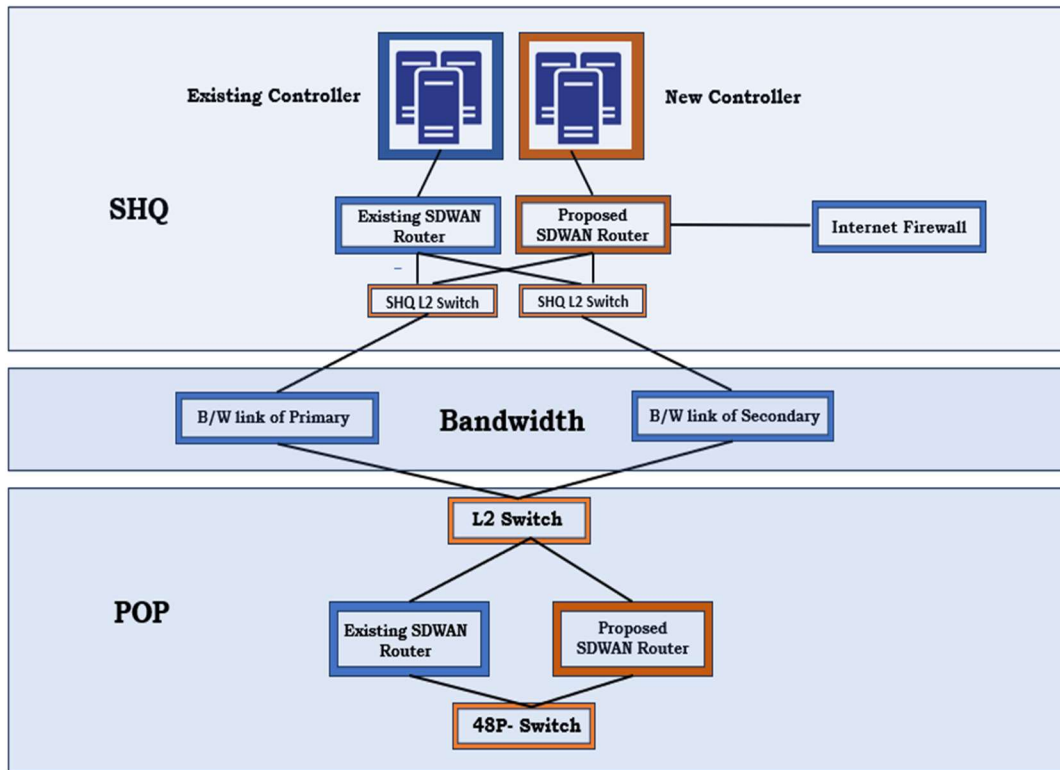 Existing Controller
New Controller
SHQ
Existing SDWAN
Router
Proposed
SDWAN Router
Internet Firewall
SHQ L2 Switch
SHQ L2 Switch
B/W link of Primary
Bandwidth
B/W link of Secondary
L2 Switch
POP
Existing SDWAN
Router
Proposed
SDWAN Router
48P- Switch